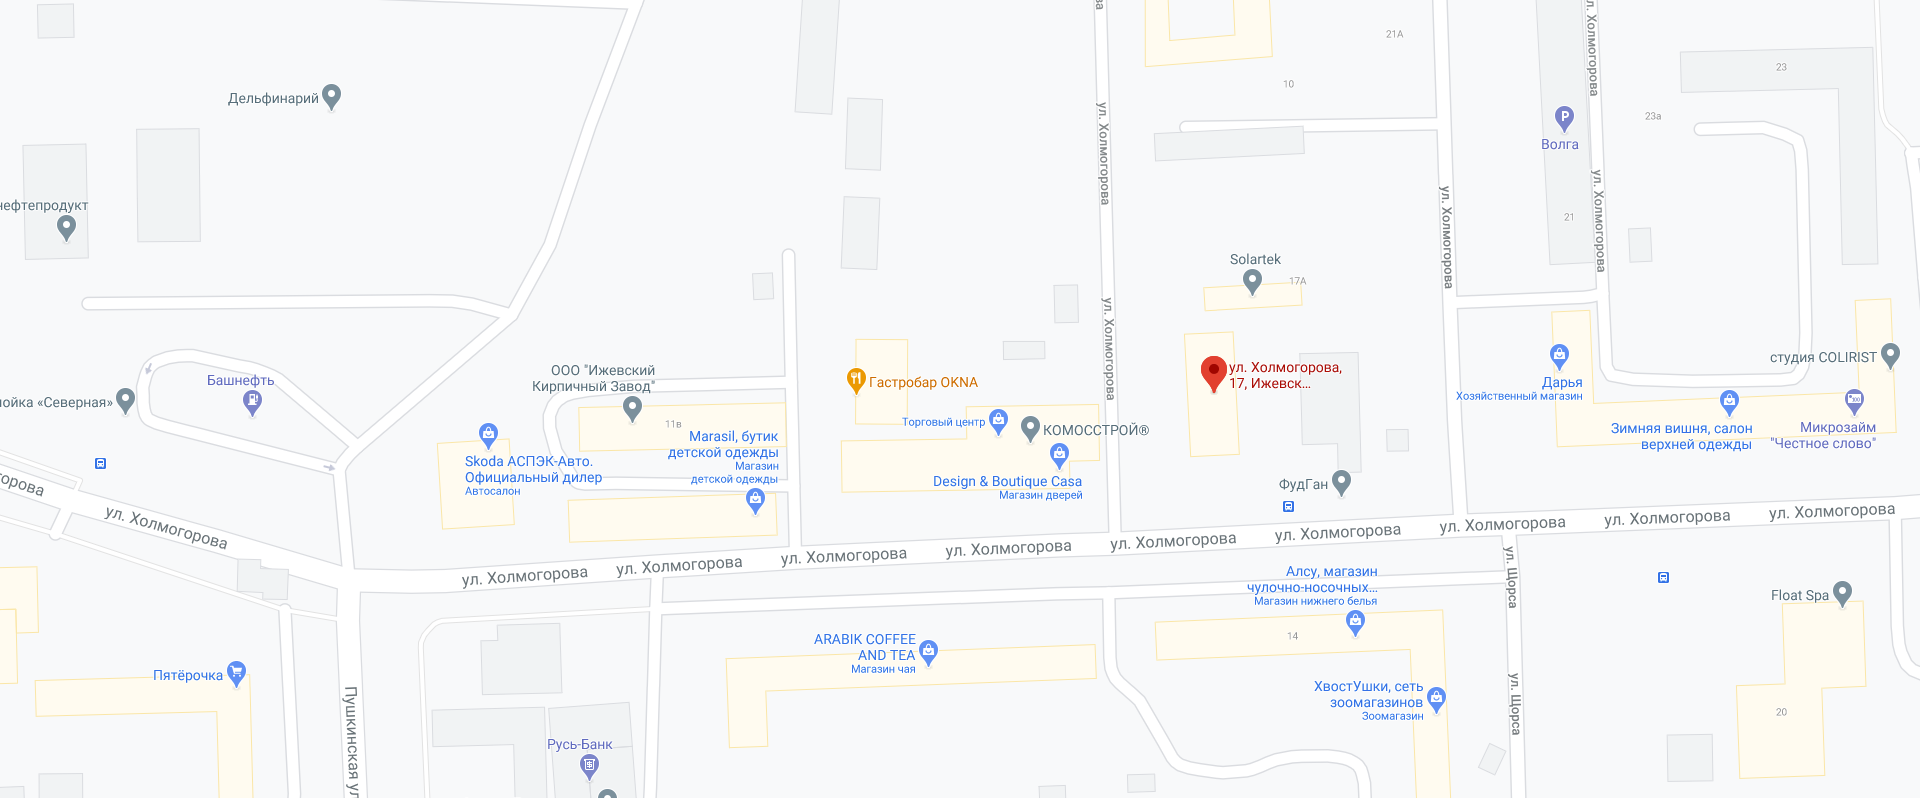 21А
23
10
Дельфинарий
23а
Волга
ул. Холмогорова
ул. Холмогорова
ул. Холмогорова
ул. Холмогорова
нефтепродукт
21
Solartek
17А
ул. Холмогорова
ООО "Ижевский
Кирпичный Завод"
Гастробар OKNA
ул. Холмогорова,
17, Ижевск...
студия COLIRIST
Башнефть
Дарья
Хозяйственный магазин
мойка «Северная»
11в
Торговый центр
КОМОССТРОЙ®
Зимняя вишня, салон
верхней одежды
Микрозайм
"Честное слово"
Marasil, бутик
детской одежды
Магазин
детской одежды
Skoda АСПЭК-Авто.
Официальный дилер
Автосалон
Design & Boutique Casa
Магазин дверей
ФудГан
ул. Холмогорова
ул. Холмогорова
ул. Холмогорова
ул. Холмогорова
ул. Холмогорова
ул. Холмогорова
ул. Холмогорова
ул. Холмогорова
ул. Холмогорова
ул. Холмогорова
ул. Щорса
Алсу, магазин
чулочно-носочных...
Магазин нижнего белья
Float Spa
14
ARABIK COFFEE
AND TEA
Магазин чая
Пятёрочка
ХвостУшки, сеть
зоомагазинов
Зоомагазин
ул. Щорса
20
Пушкинская ул
Русь-Банк